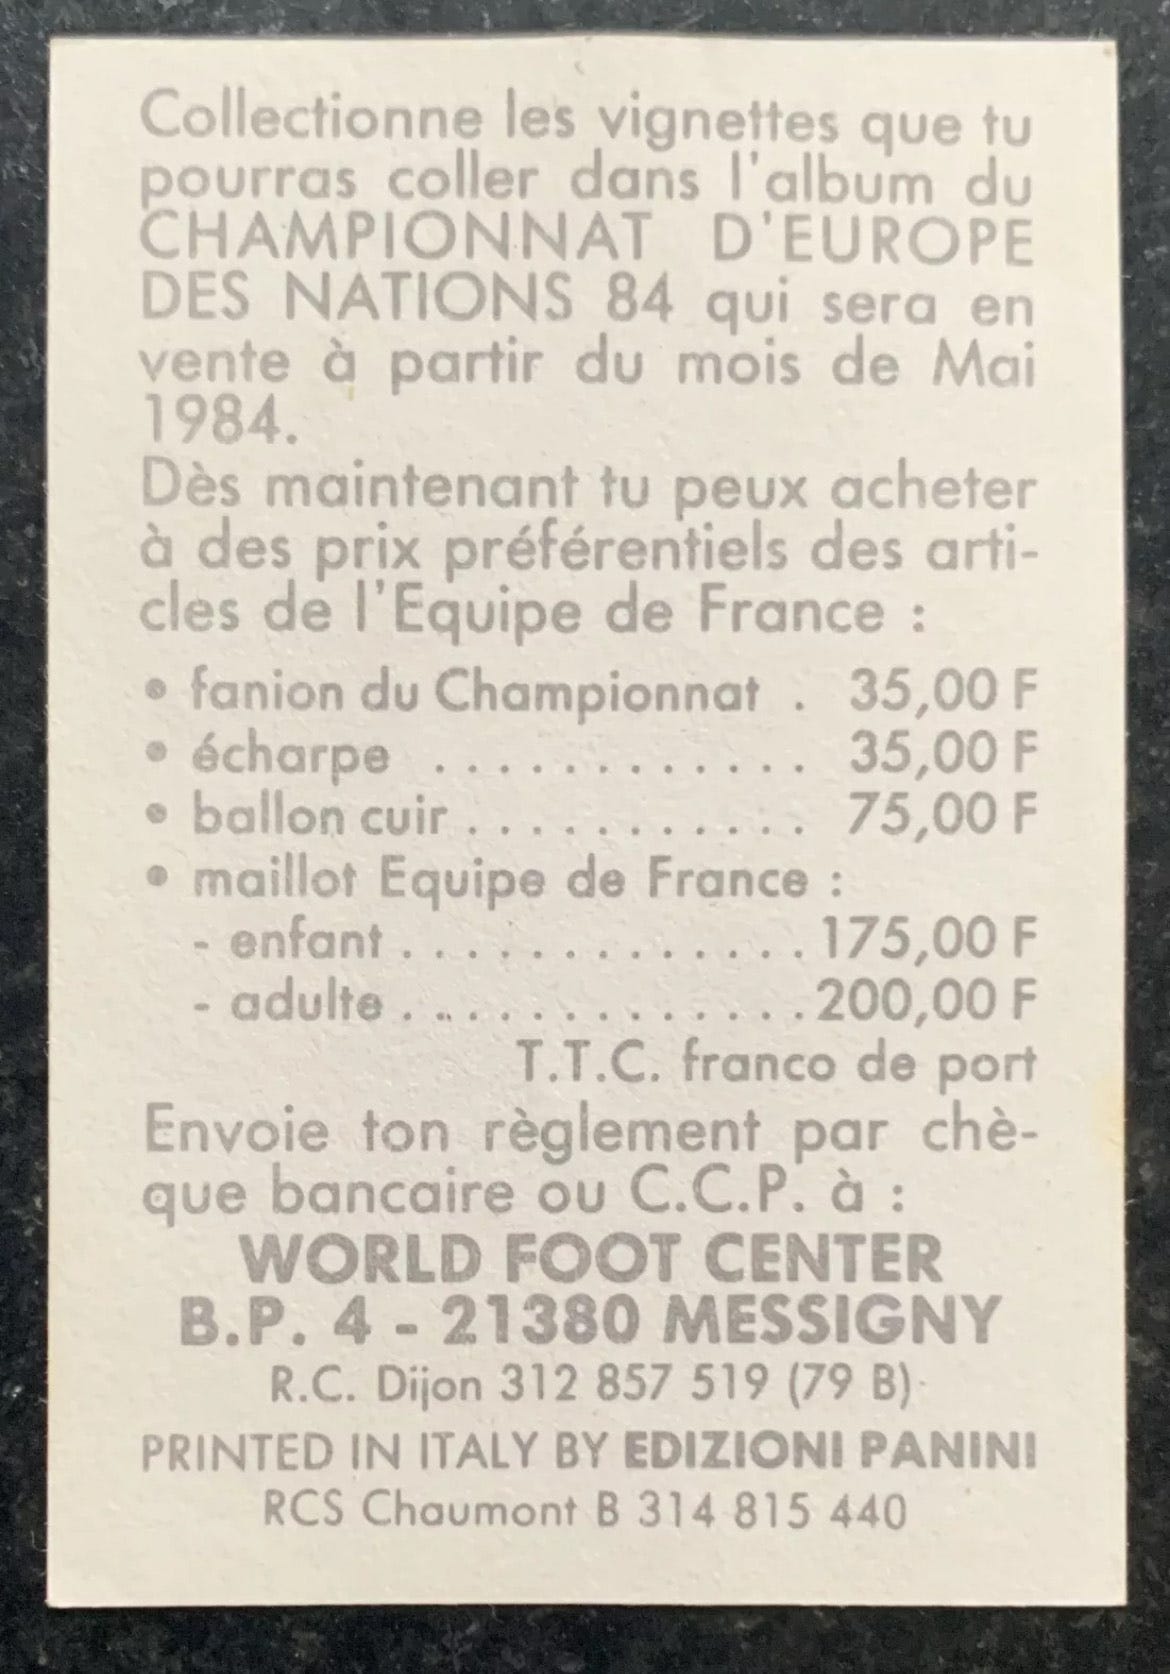 Collectionne les vignettes que tu
pourras coller dans l'album du
CHAMPIONNAT D'EUROPE
DES NATIONS 84 qui sera en
vente à partir du mois de Mai
1984.
Dès maintenant tu peux acheter
à des prix préférentiels des arti-
cles de l'Equipe de France :
• fanion du Championnat . 35,00 F
• écharpe . . . . . . . . . . . . 35,00 F
• ballon cuir . . . . . . . . . . . 75,00 F
• maillot Equipe de France :
- enfant . . . . . . . . . . . . . 175,00 F
- adulte . . . . . . . . . . . . . 200,00 F
T.T.C. franco de port
Envoie ton règlement par chè-
que bancaire ou C.C.P. à :
WORLD FOOT CENTER
B.P. 4 - 21380 MESSIGNY
R.C. Dijon 312 857 519 (79 B)
PRINTED IN ITALY BY EDIZIONI PANINI
RCS Chaumont B 314 815 440